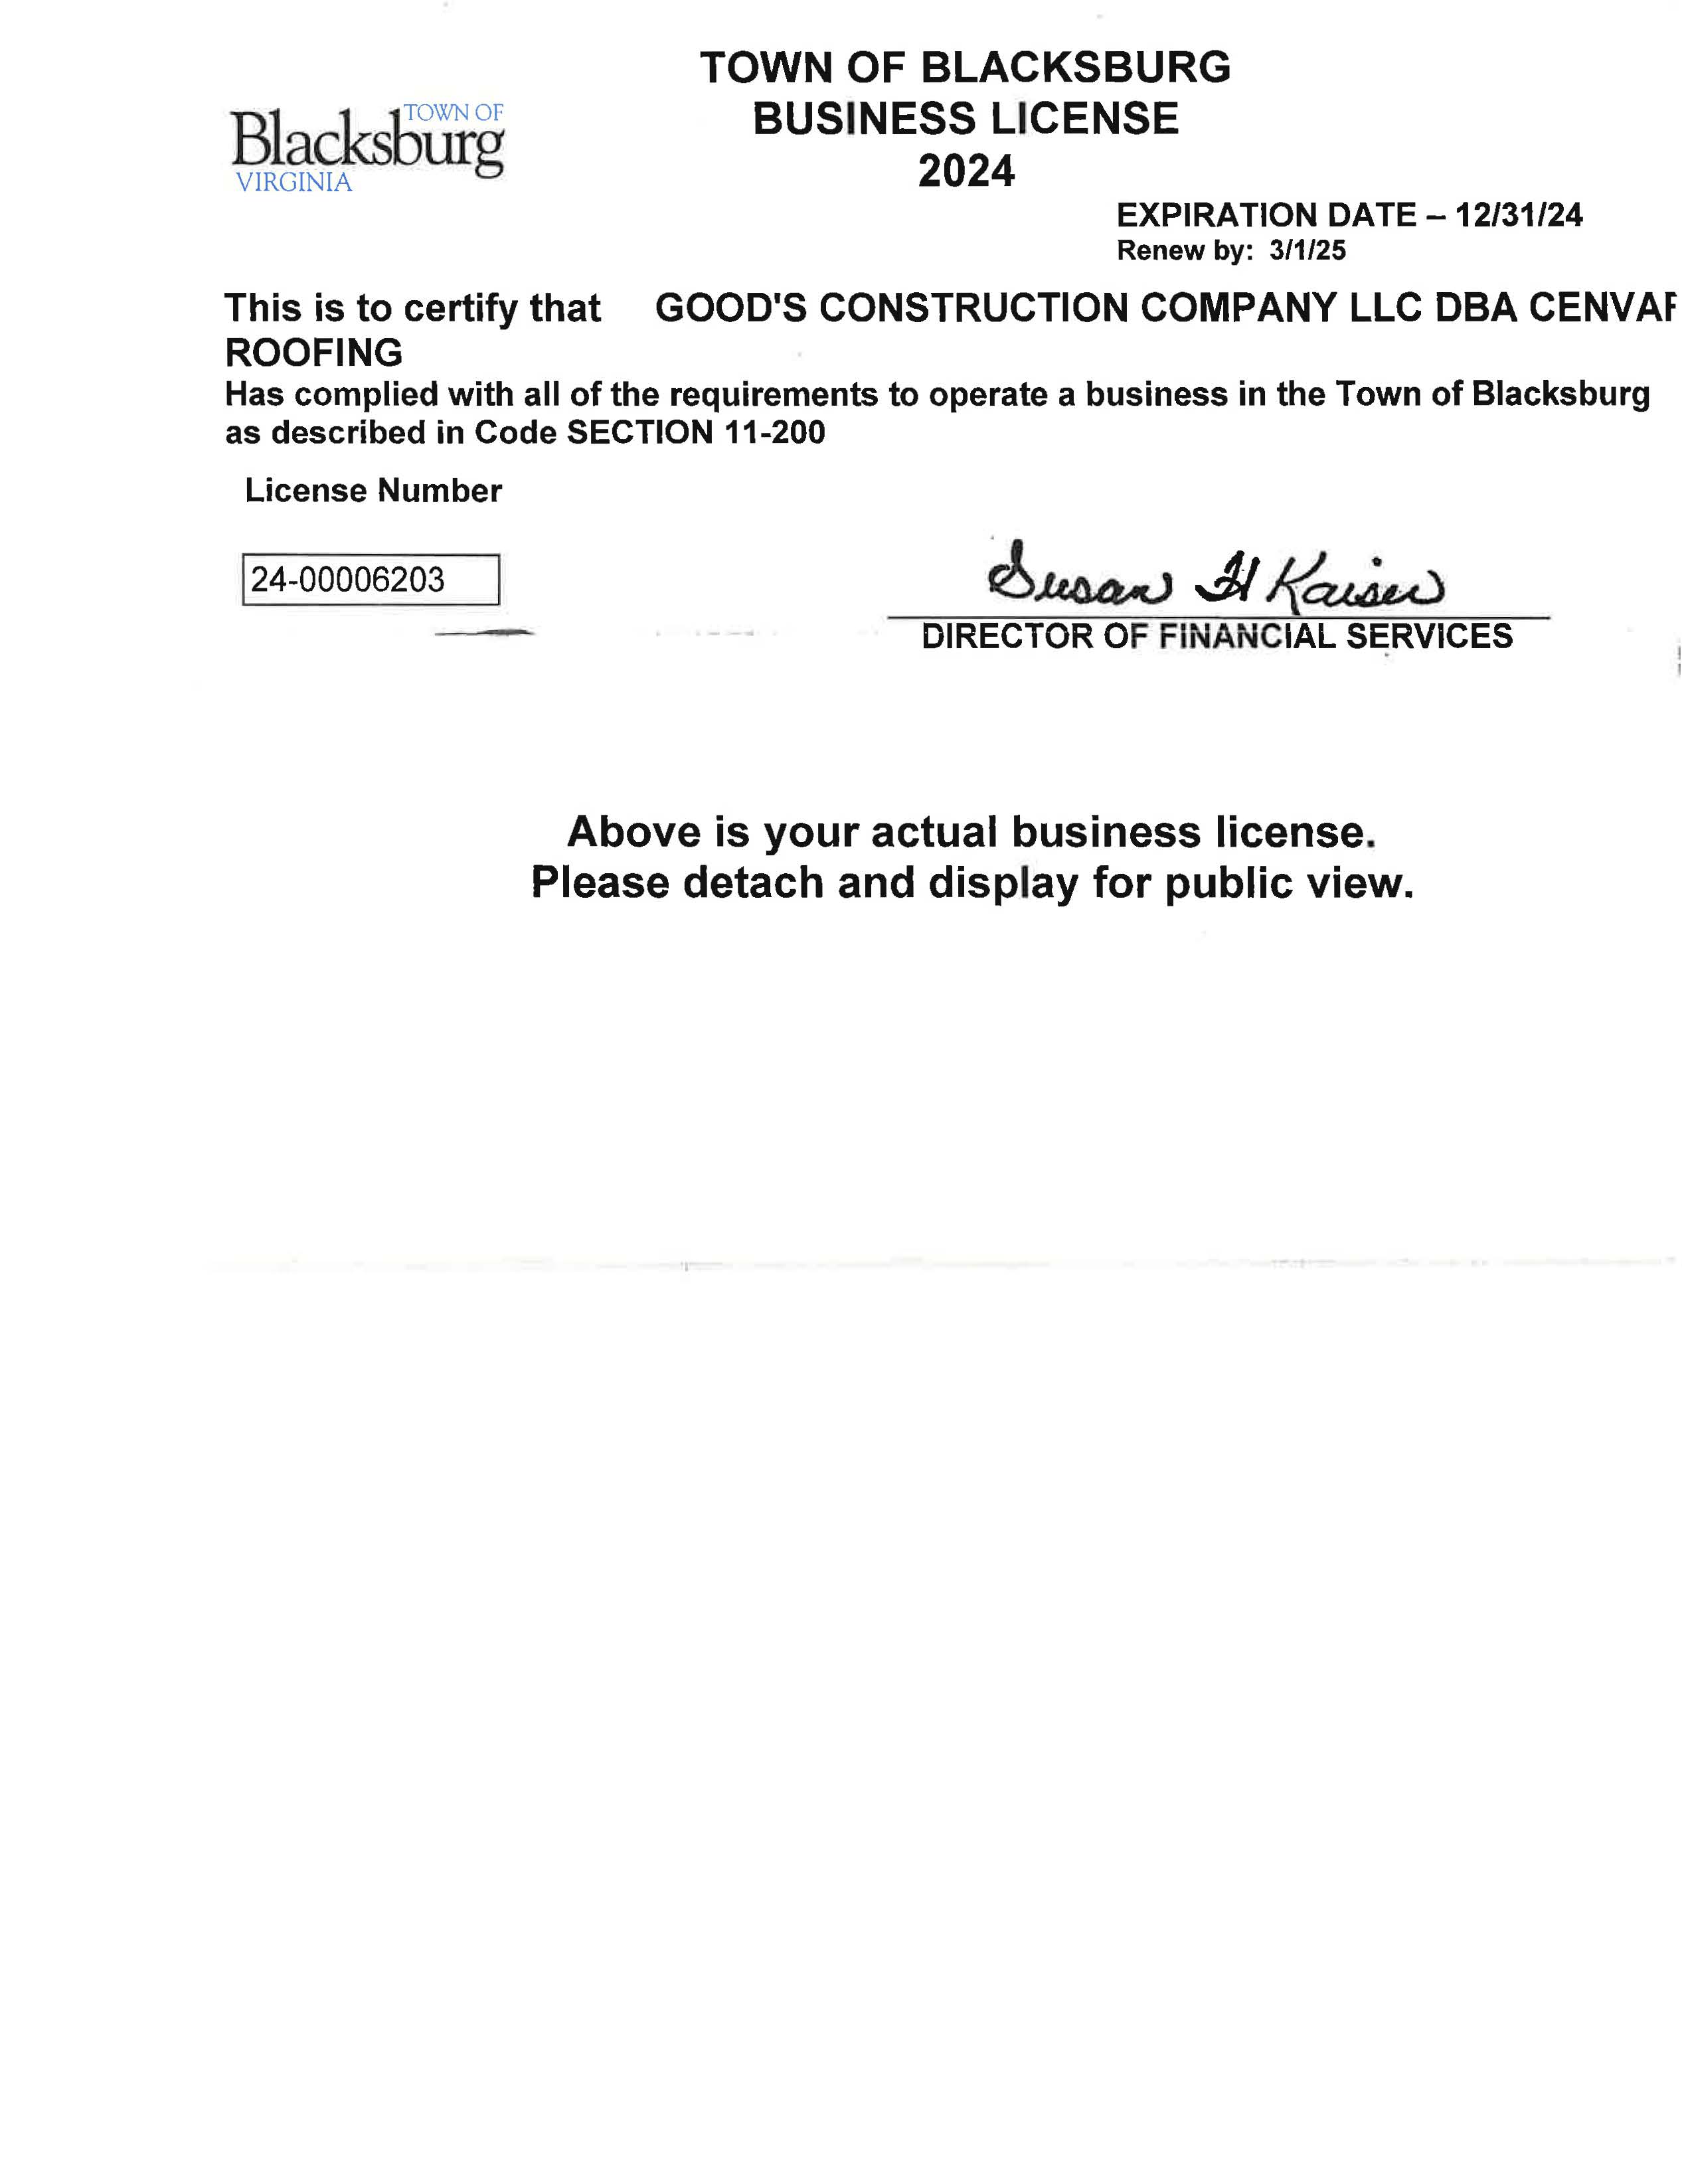 TOWN OF BLACKSBURG
BUSINESS LICENSE
2024
TOWN OF
Blacksburg
VIRGINIA
EXPIRATION DATE – 12/31/24
Renew by: 3/1/25
This is to certify that GOOD'S CONSTRUCTION COMPANY LLC DBA
ROOFING
Has complied with all of the requirements to operate a business in the Town of Blacksburg
as described in Code SECTION 11-200
License Number
24-00006203
Susan H Kaiser
DIRECTOR OF FINANCIAL SERVICES
Above is your actual business license.
Please detach and display for public view.